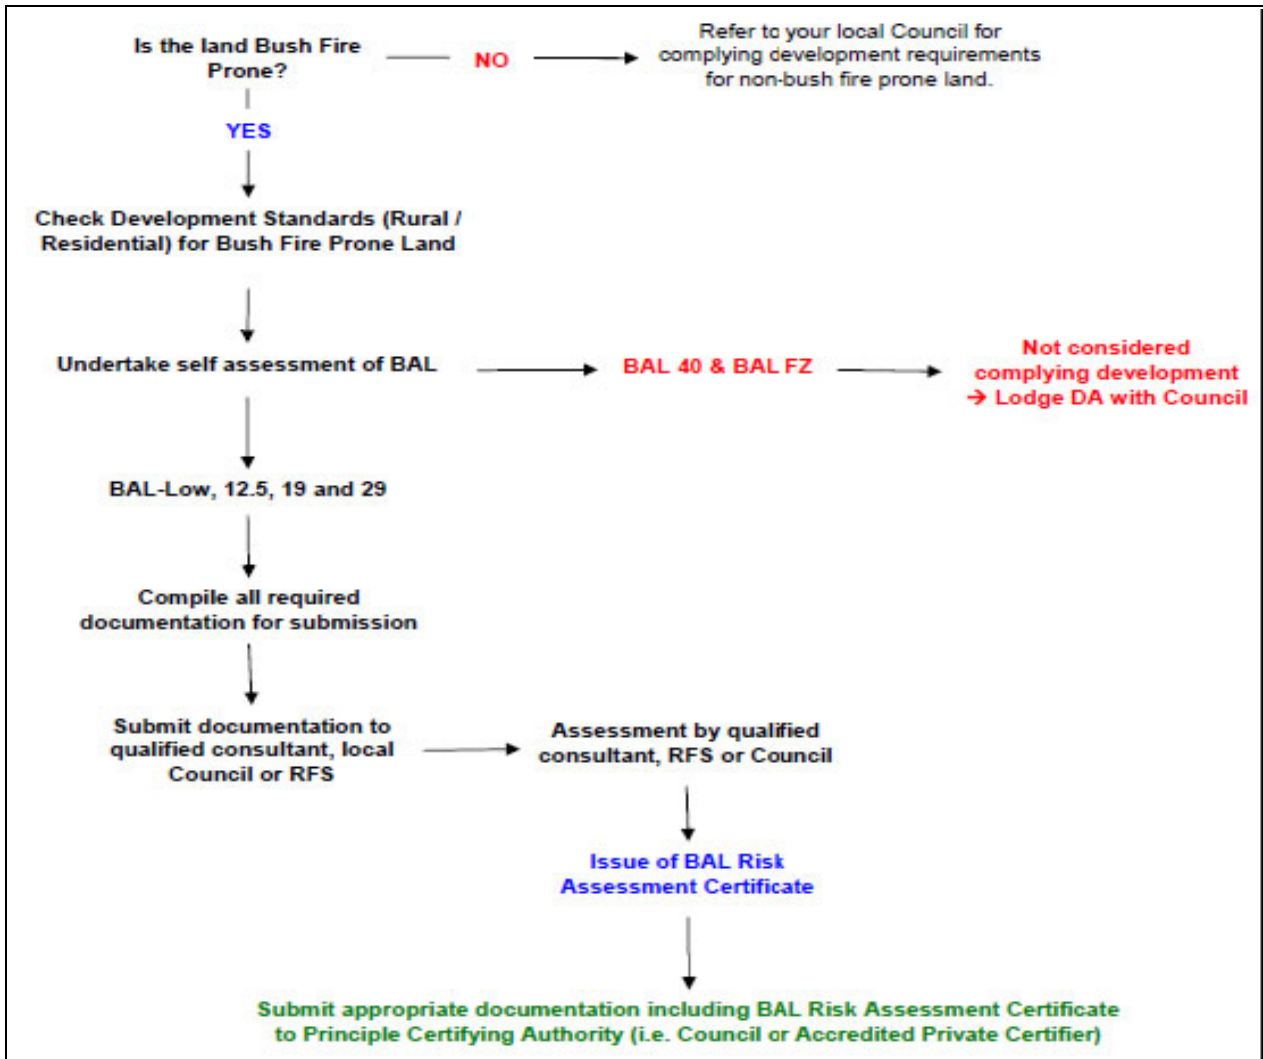 Is the land Bush Fire
Prone?
NO
Refer to your local Council for
complying development requirements
for non-bush fire prone land.
YES
Check Development Standards (Rural /
Residential) for Bush Fire Prone Land
Undertake self assessment of BAL
BAL 40 & BAL FZ
Not considered
complying development
→ Lodge DA with Council
BAL-Low, 12.5, 19 and 29
Compile all required
documentation for submission
Submit documentation to
qualified consultant, local
Council or RFS
Assessment by qualified
consultant, RFS or Council
Issue of BAL Risk
Assessment Certificate
Submit appropriate documentation including BAL Risk Assessment Certificate
to Principle Certifying Authority (i.e. Council or Accredited Private Certifier)